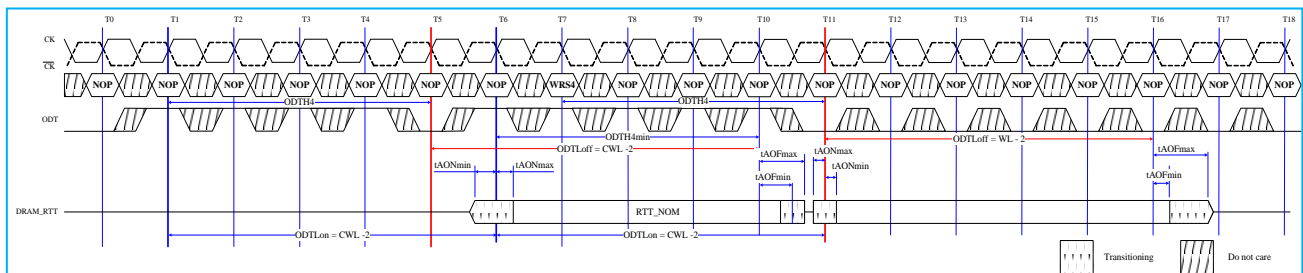 T0 T1 T2 T3 T4 T5 T6 T7 T8 T9 T10 T11 T12 T13 T14 T15 T16 T17 T18
CK
CK
NOP NOP NOP NOP NOP NOP NOP WRS4 NOP NOP NOP NOP NOP NOP NOP NOP NOP NOP NOP
ODTH4 ODTH4
ODT
ODTH4min ODTLoff = WL - 2
ODTLoff = CWL -2
tAOFmax tAONmax tAOFmax
tAONmin tAONmax
tAOFmin tAONmin tAOFmin
DRAM_RTT RTT_NOM
ODTLon = CWL -2 ODTLon = CWL -2
Transitioning Do not care